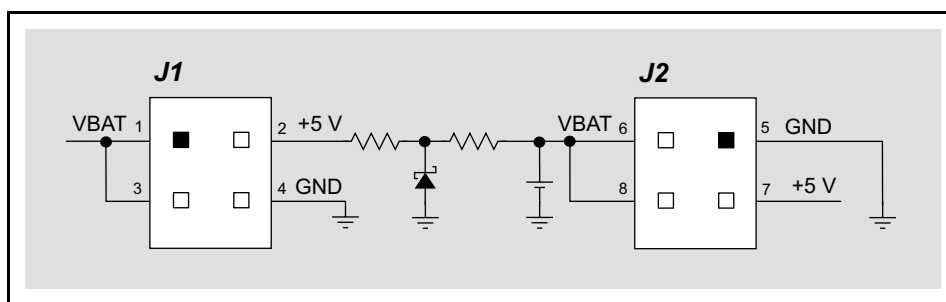 J1 J2
VBAT 1 2 +5 V VBAT 6 5 GND
3 4 GND 8 7 +5 V